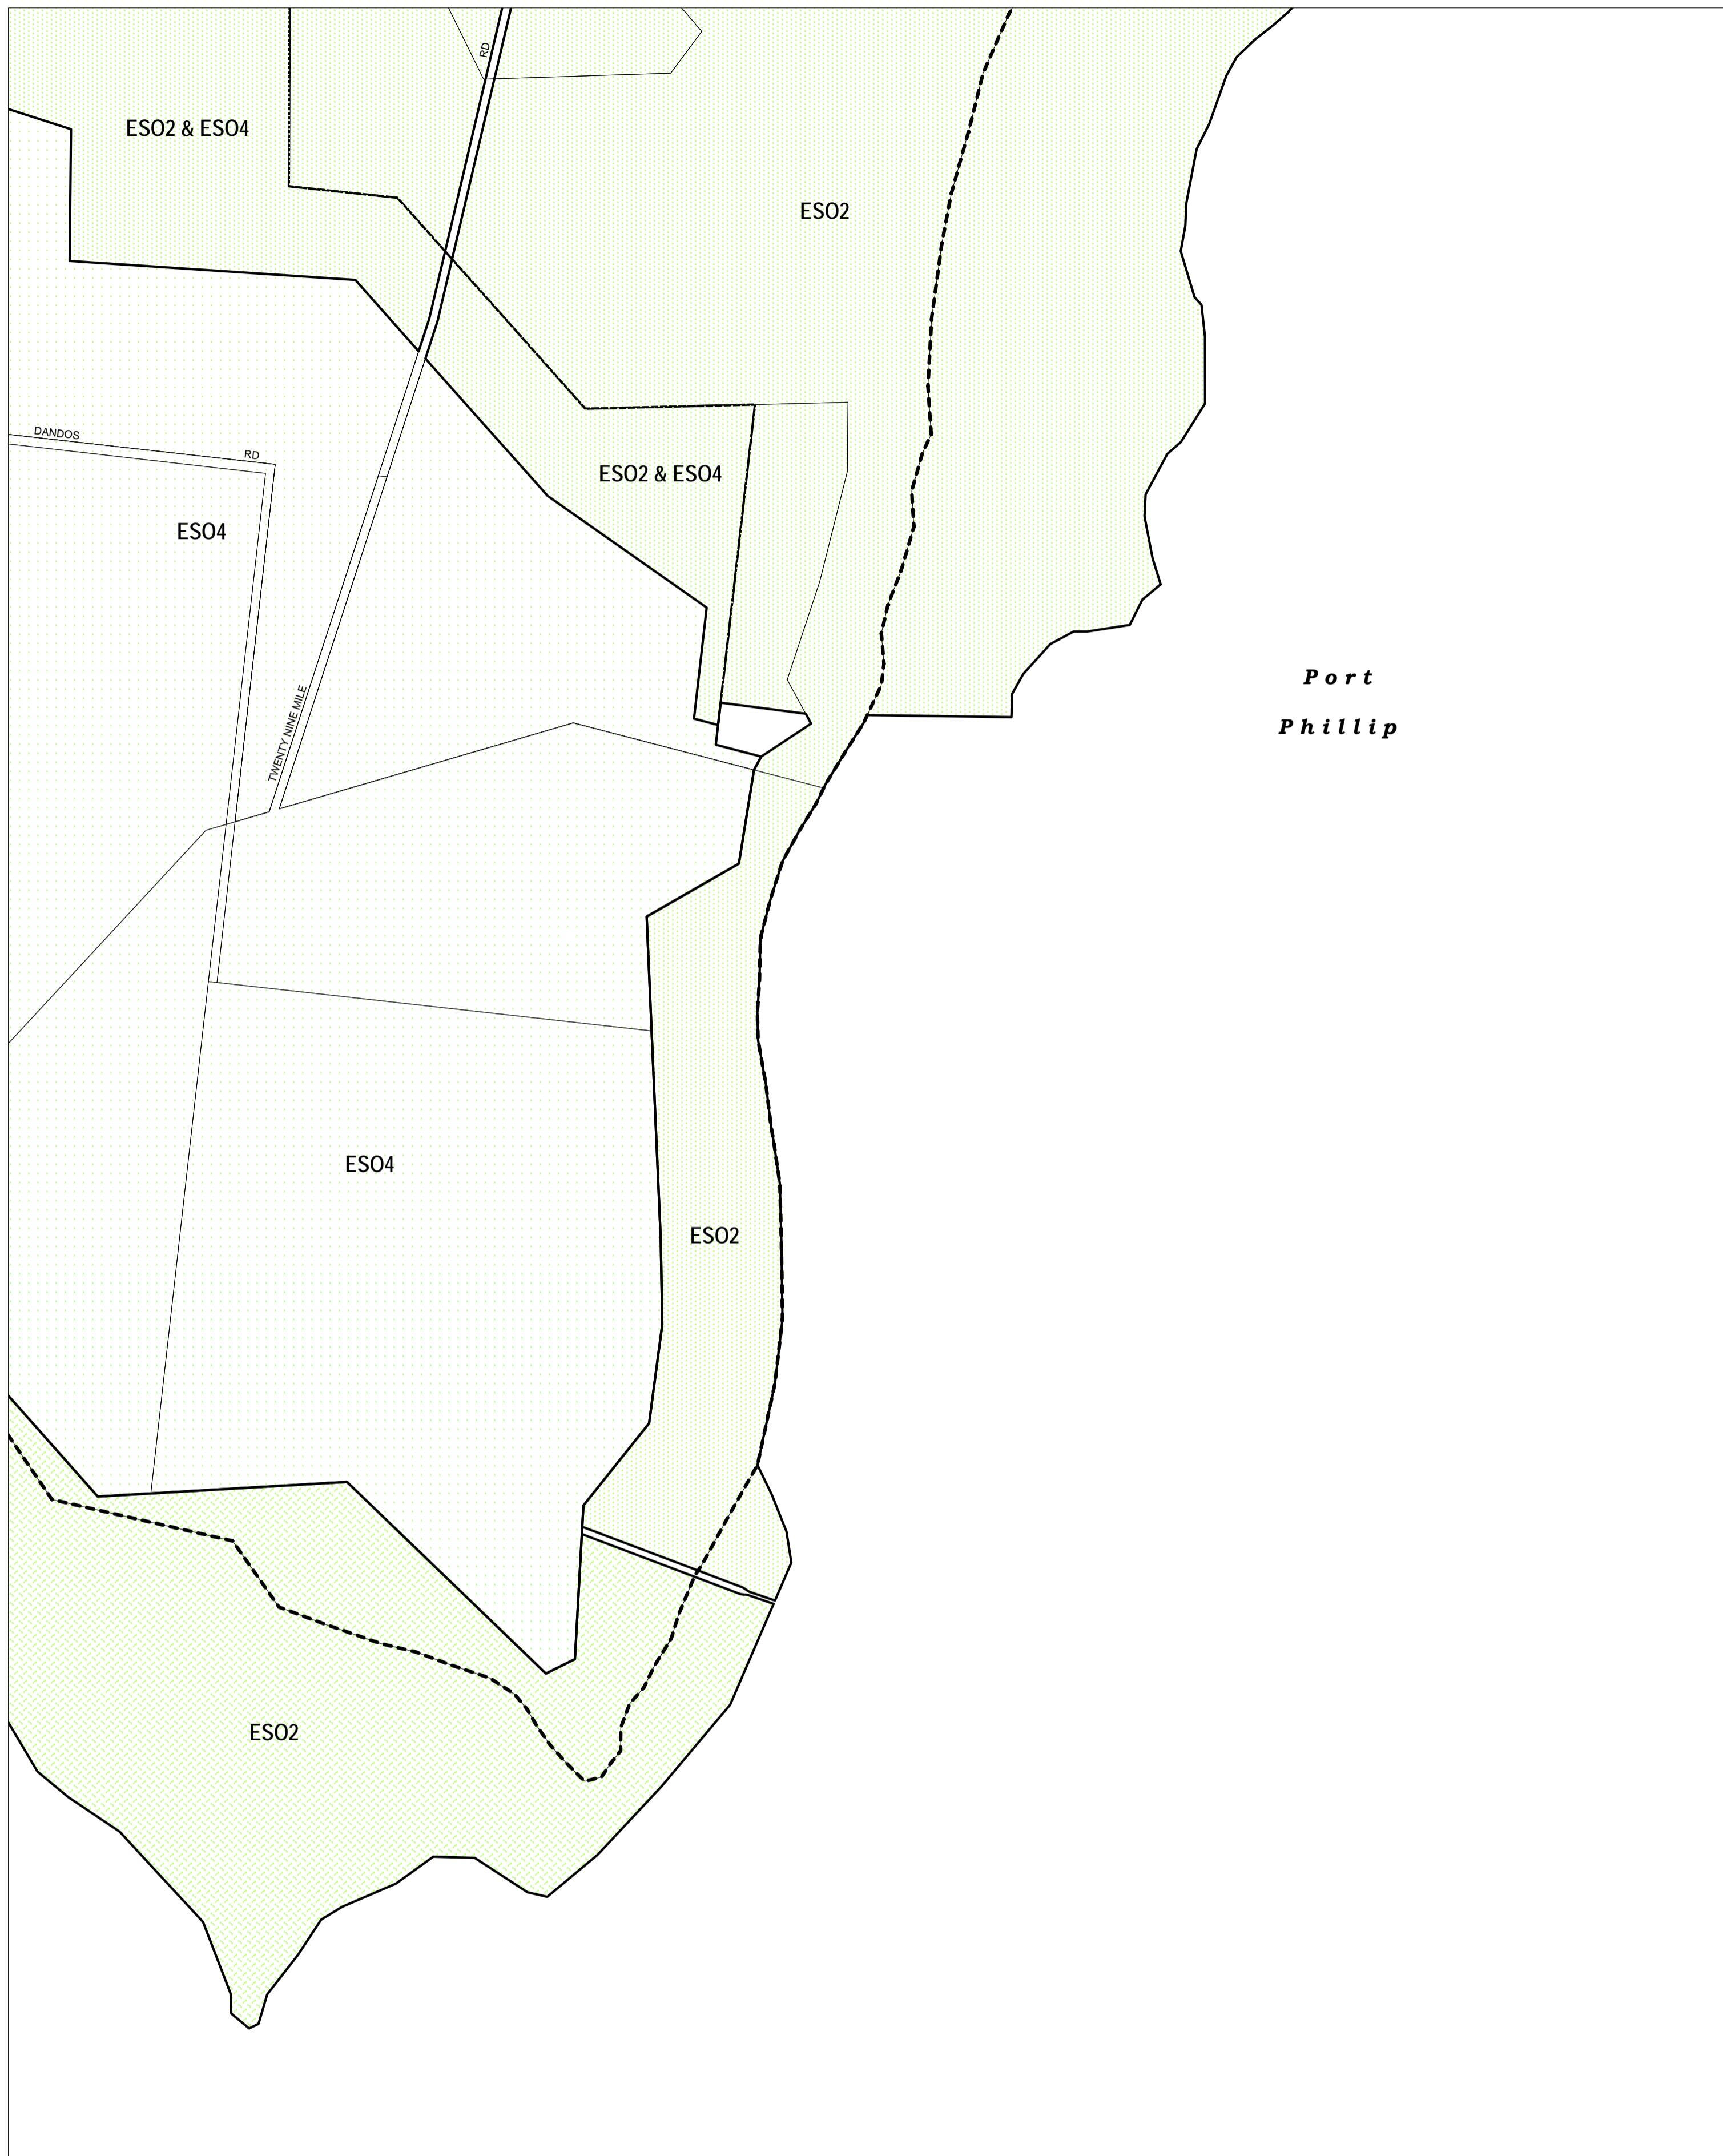 RD
ESO2 & ESO4
ESO2
DANDOS
RD
ESO2 & ESO4
ESO4
Port
Phillip
TWENTY NINE MILE
ESO4
ESO2
ESO2